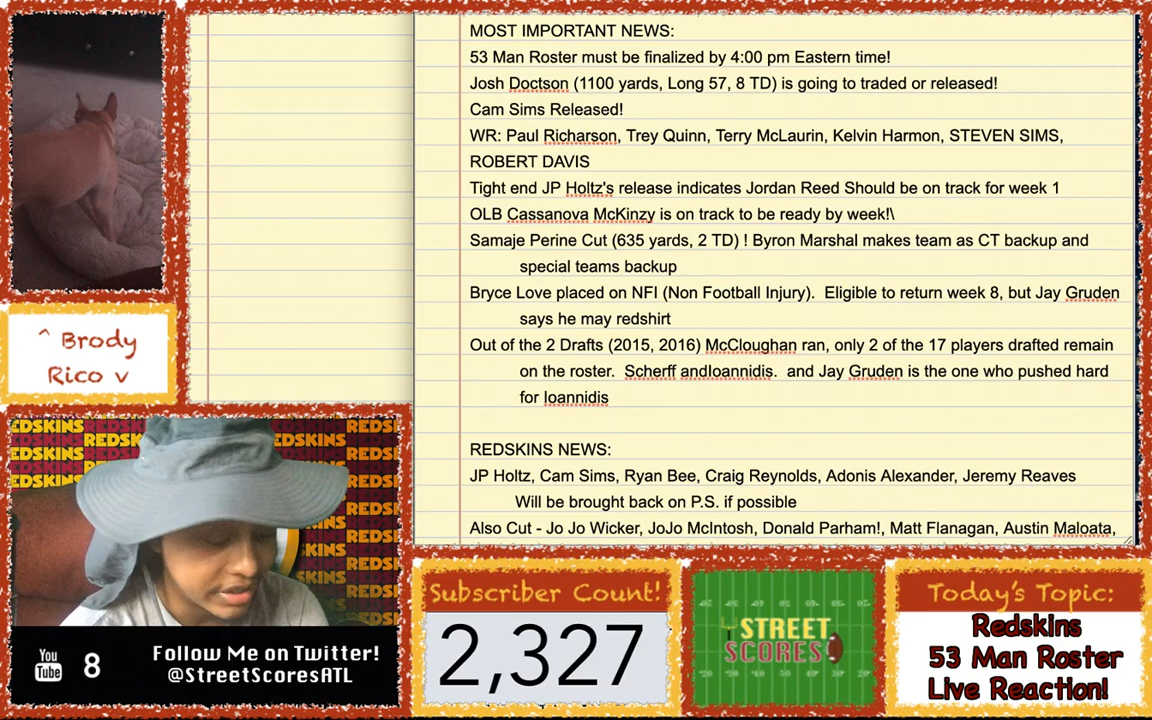 MOST IMPORTANT NEWS:
53 Man Roster must be finalized by 4:00 pm Eastern time!
Josh Doctson (1100 yards, Long 57, 8 TD) is going to traded or released!
Cam Sims Released!
WR: Paul Richarson, Trey Quinn, Terry McLaurin, Kelvin Harmon, STEVEN SIMS,
ROBERT DAVIS
Tight end JP Holtz's release indicates Jordan Reed Should be on track for week 1
OLB Cassanova McKinzy is on track to be ready by week!\
Samaje Perine Cut (635 yards, 2 TD) ! Byron Marshal makes team as CT backup and
special teams backup
Bryce Love placed on NFI (Non Football Injury).  Eligible to return week 8, but Jay Gruden
says he may redshirt
Out of the 2 Drafts (2015, 2016) McCloughan ran, only 2 of the 17 players drafted remain
on the roster.  Scherff andIoannidis.  and Jay Gruden is the one who pushed hard
for Ioannidis
REDSKINS NEWS:
JP Holtz, Cam Sims, Ryan Bee, Craig Reynolds, Adonis Alexander, Jeremy Reaves
Will be brought back on P.S. if possible
Also Cut - Jo Jo Wicker, JoJo McIntosh, Donald Parham!, Matt Flanagan, Austin Maloata,
^ Brody
Rico v
EDSKINS REDSKINS REDSKINS REDSKINS
You Tube 8
Follow Me on Twitter!
@StreetScoresATL
Subscriber Count!
2,327
STREET
SCORES
Today's Topic:
Redskins
53 Man Roster
Live Reaction!